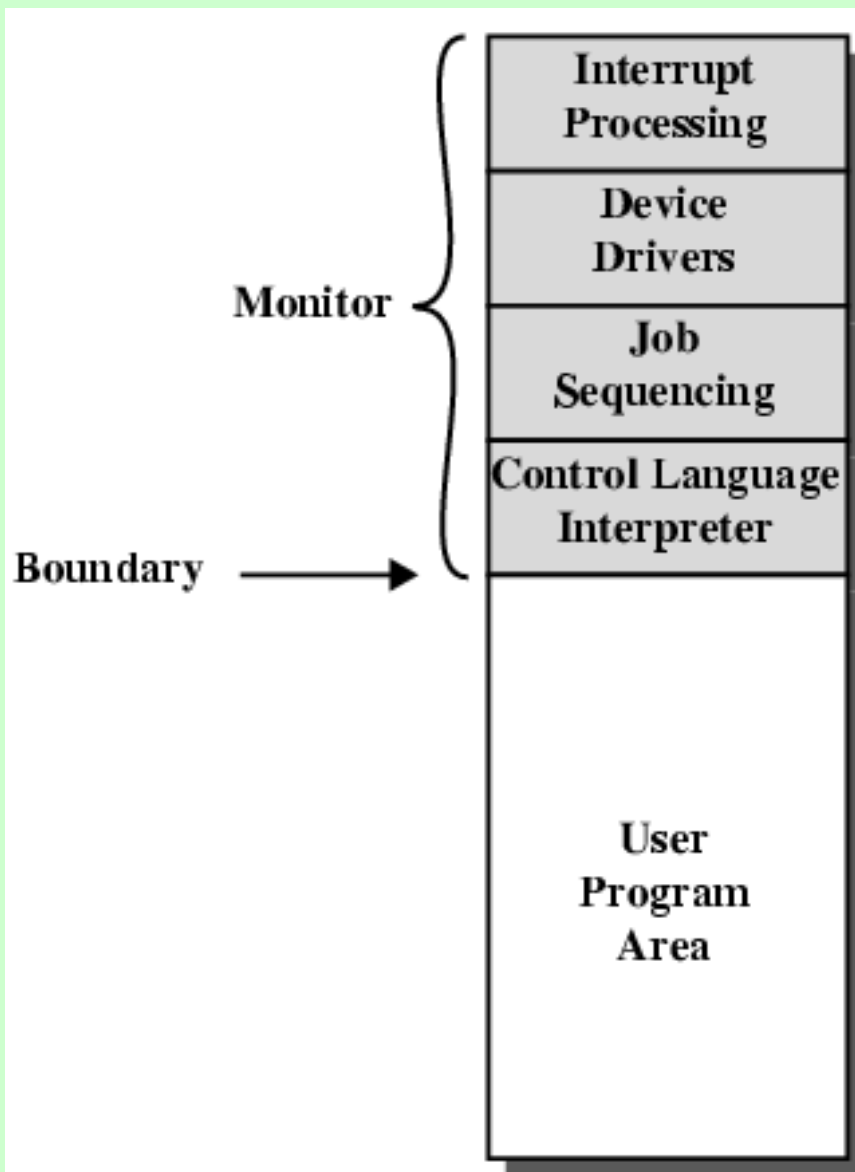 Interrupt
Processing
Device
Drivers
Monitor
Job
Sequencing
Control Language
Interpreter
Boundary
User
Program
Area